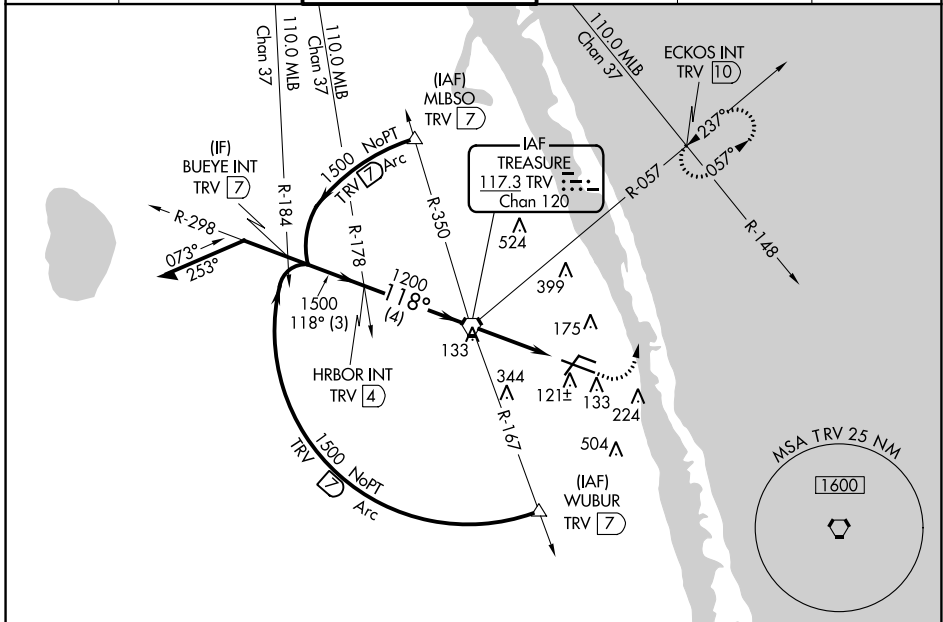 110.0 MLB
Chan 37
110.0 MLB
Chan 37
110.0 MLB
Chan 37
ECKOS INT
TRV 10
(IAF)
MLBSO
TRV 7
237°
057°
IAF
TREASURE
117.3 TRV
Chan 120
1500 NoPT
TRV 7 Arc
(IF)
BUEYE INT
TRV 7
R-184
R-350
R-057
R-298
R-178
R-148
524
073°
253°
399
1500
118° (3)
1200
118°
(4)
175
133
HRBOR INT
TRV 4
344
121±
133
224
R-167
504
1500 NoPT
TRV 7 Arc
(IAF)
WUBUR
TRV 7
MSA TRV 25 NM
1600